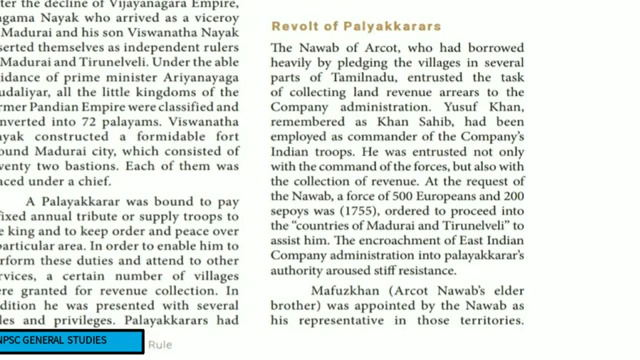 ter the decline of Vijayanagara Empire,
agama Nayak who arrived as a viceroy
Madurai and his son Viswanatha Nayak
serted themselves as independent rulers
Madurai and Tirunelveli. Under the able
idance of prime minister Ariyanayaga
udaliyar, all the little kingdoms of the
rmer Pandian Empire were classified and
nverted into 72 palayams. Viswanatha
ayak constructed a formidable fort
ound Madurai city, which consisted of
venty two bastions. Each of them was
aced under a chief.
A Palayakkarar was bound to pay
fixed annual tribute or supply troops to
e king and to keep order and peace over
particular area. In order to enable him to
rform these duties and attend to other
rvices, a certain number of villages
ere granted for revenue collection. In
dition he was presented with several
les and privileges. Palayakkarars had
NPSC GENERAL STUDIES
Rule
Revolt of Palyakkarars
The Nawab of Arcot, who had borrowed
heavily by pledging the villages in several
parts of Tamilnadu, entrusted the task
of collecting land revenue arrears to the
Company administration. Yusuf Khan,
remembered as Khan Sahib, had been
employed as commander of the Company's
Indian troops. He was entrusted not only
with the command of the forces, but also with
the collection of revenue. At the request of
the Nawab, a force of 500 Europeans and 200
sepoys was (1755), ordered to proceed into
the “countries of Madurai and Tirunelveli” to
assist him. The encroachment of East Indian
Company administration into palayakkarar's
authority aroused stiff resistance.
Mafuzkhan (Arcot Nawab's elder
brother) was appointed by the Nawab as
his representative in those territories.